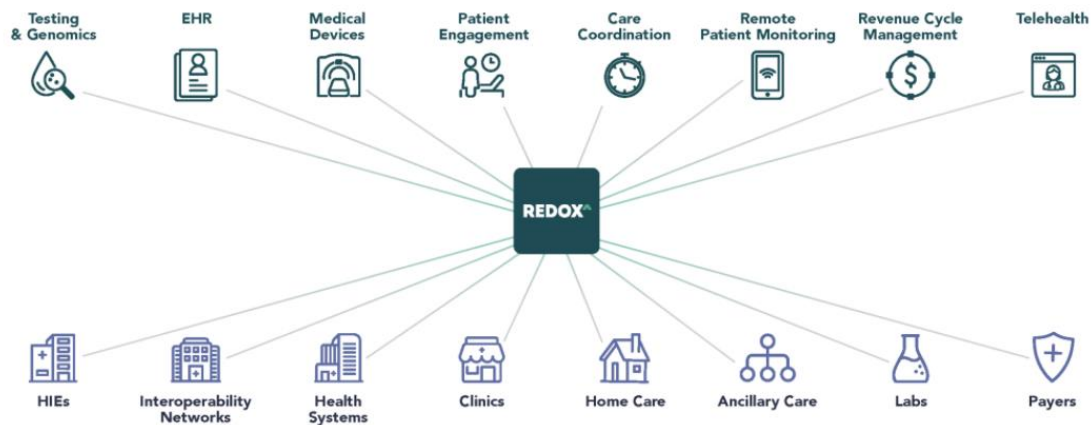 Testing
& Genomics
EHR
Medical
Devices
Patient
Engagement
Care
Coordination
Remote
Patient Monitoring
Revenue Cycle
Management
Telehealth
REDOX
HIEs
Interoperability
Networks
Health
Systems
Clinics
Home Care
Ancillary Care
Labs
Payers